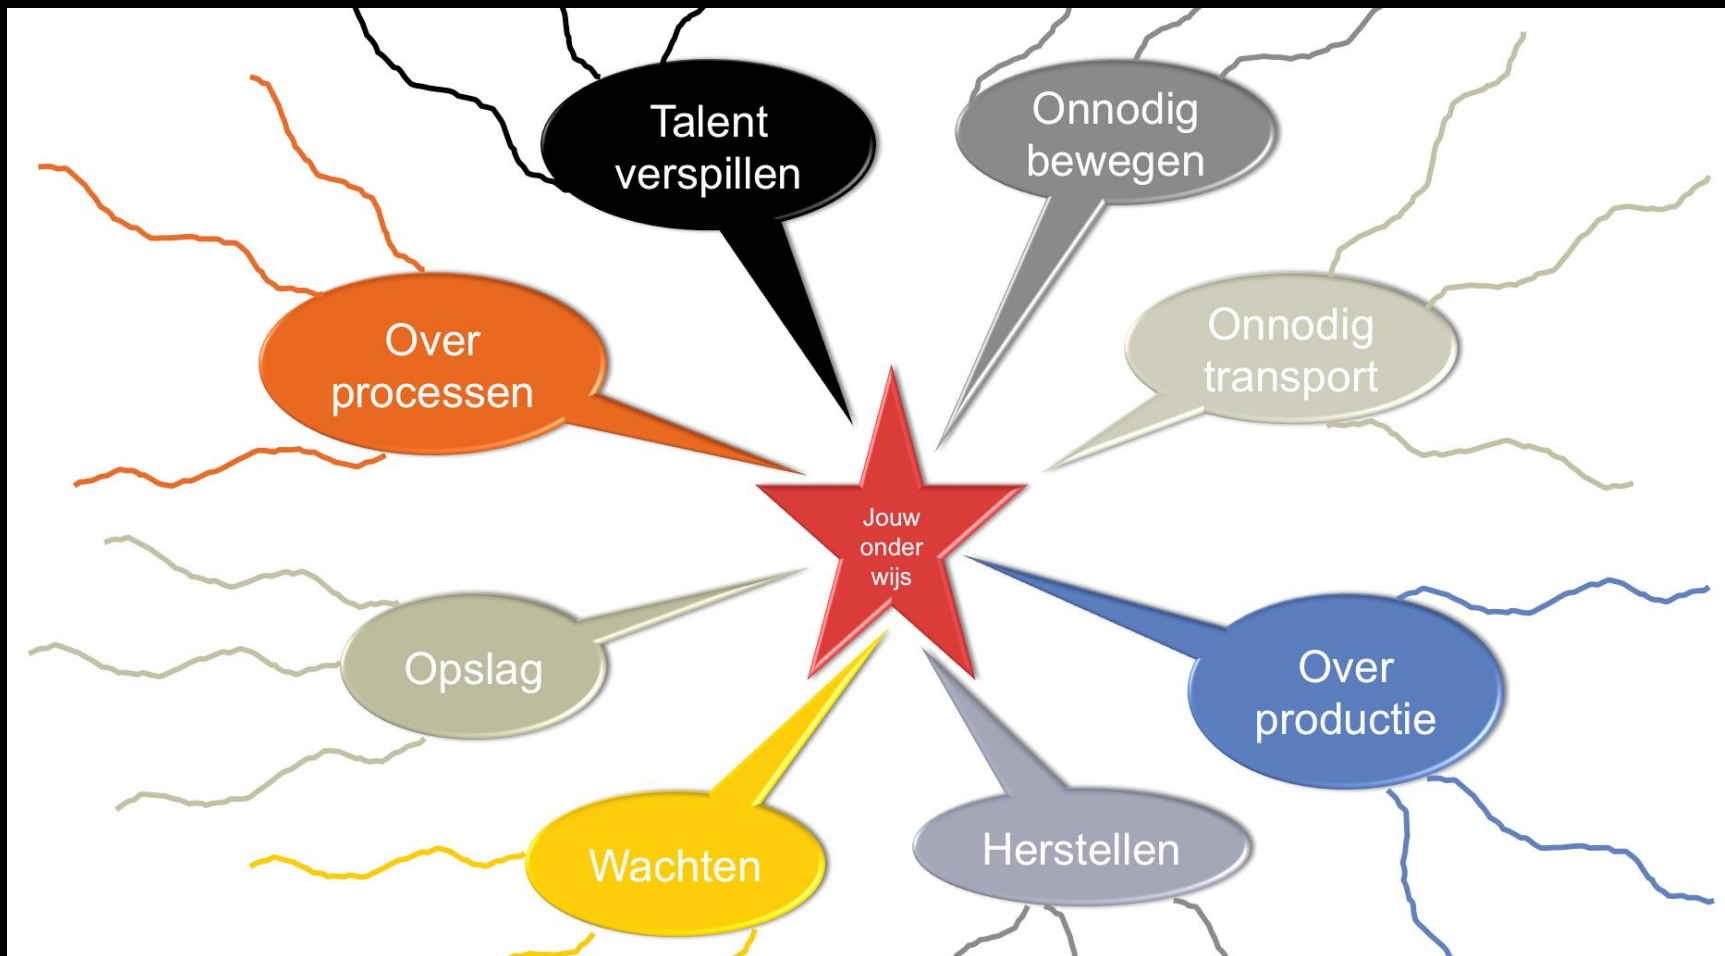 Talent
verspillen
Onnodig
bewegen
Over
processen
Onnodig
transport
Jouw
onder
wijs
Opslag
Over
productie
Wachten
Herstellen